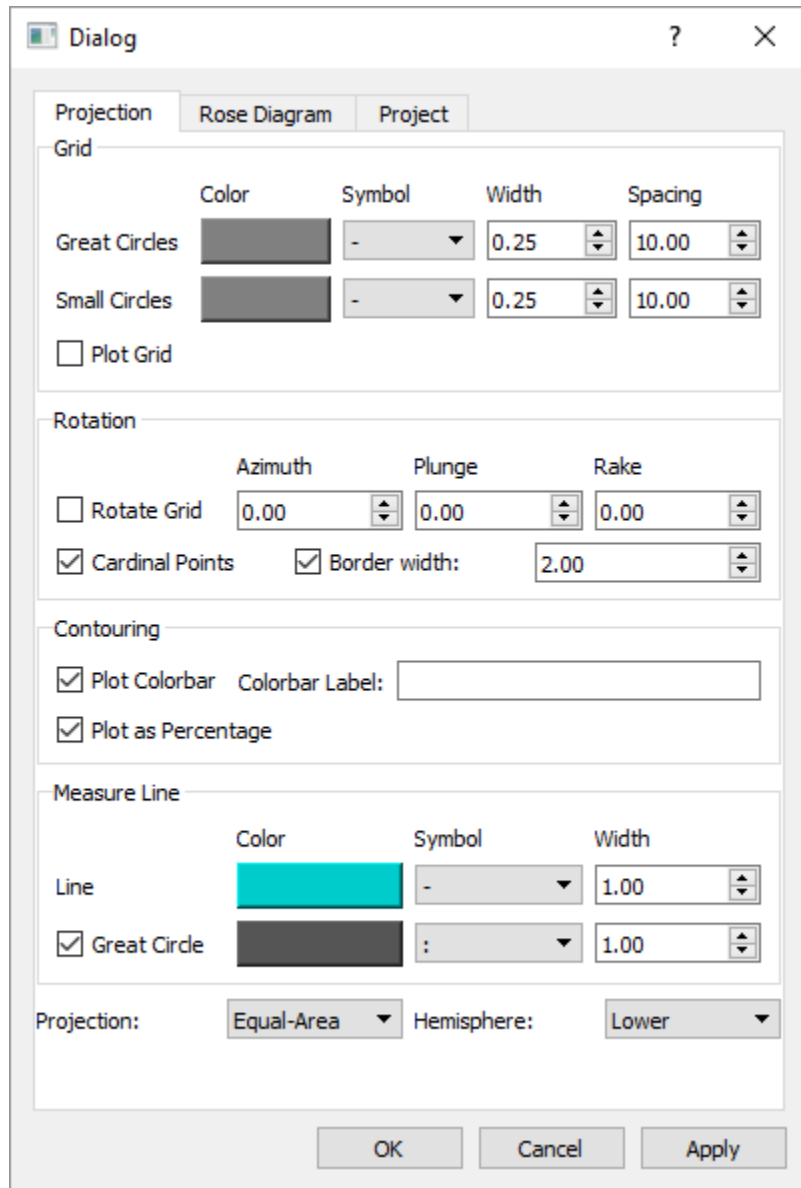 Dialog ?
Projection Rose Diagram Project
Grid
Color Symbol Width Spacing
Great Circles - 0.25 10.00
Small Circles - 0.25 10.00
Plot Grid
Rotation
Azimuth Plunge Rake
Rotate Grid 0.00 0.00 0.00
Cardinal Points Border width: 2.00
Contouring
Plot Colorbar Colorbar Label:
Plot as Percentage
Measure Line
Color Symbol Width
Line - 1.00
Great Circle : 1.00
Projection: Equal-Area Hemisphere: Lower
OK Cancel Apply